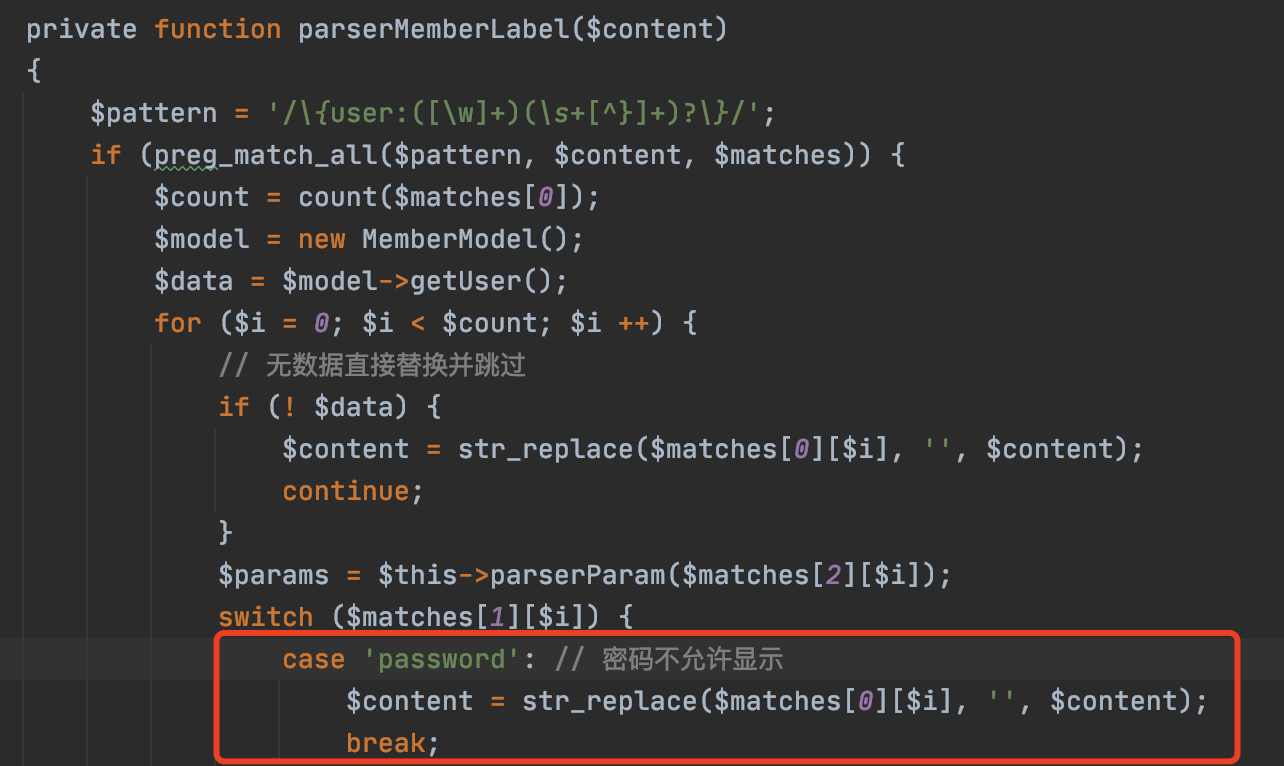 private function parserMemberLabel($content)
{
$pattern = '/\{user:([\w]+)(\s+[^}]+)?\}/';
if (preg_match_all($pattern, $content, $matches)) {
$count = count($matches[0]);
$model = new MemberModel();
$data = $model->getUser();
for ($i = 0; $i < $count; $i ++) {
// 无数据直接替换并跳过
if (! $data) {
$content = str_replace($matches[0][$i], '', $content);
continue;
}
$params = $this->parserParam($matches[2][$i]);
switch ($matches[1][$i]) {
case 'password': // 密码不允许显示
$content = str_replace($matches[0][$i], '', $content);
break;